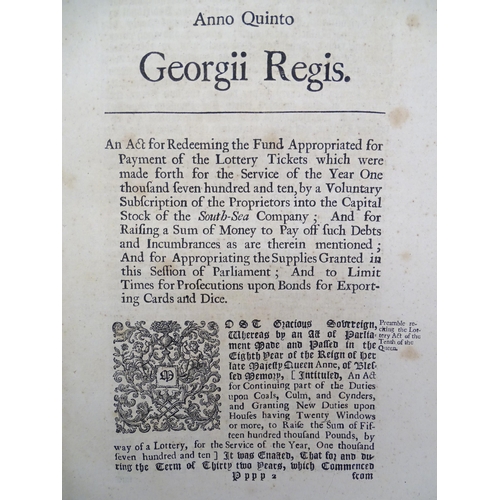 Anno Quinto
Georgii Regis.
An Act for Redeeming the Fund Appropriated for
Payment of the Lottery Tickets which were
made forth for the Service of the Year One
thouſand ſeven hundred and ten, by a Voluntary
Subſcription of the Proprietors into the Capital
Stock of the South-Sea Company; And for
Raiſing a Sum of Money to Pay off ſuch Debts
and Incumbrances as are therein mentioned;
And for Appropriating the Supplies Granted in
this Seſſion of Parliament; And to Limit
Times for Proſecutions upon Bonds for Export-
ing Cards and Dice.
MOST Gracious Sovereign,
Whereas by an Act of Parlia-
ment Made and Paſſed in the
Eighth Year of the Reign of Her
late Majeſty Queen Anne, of Bleſ-
ſed Memory, [Intituled, An Act
for Continuing part of the Duties
upon Coals, Culm, and Cynders,
and Granting New Duties upon
Houſes having Twenty Windows
or more, to Raiſe the Sum of Fif-
teen hundred thouſand Pounds, by
way of a Lottery, for the Service of the Year, One thouſand
ſeven hundred and ten] It was Enacted, That for and du-
ring the Term of Thirty two Years, which Commenced
Pppp 2
from
Preamble re-
citing the Lot-
tery Act of the
Tenth of the
Queen.